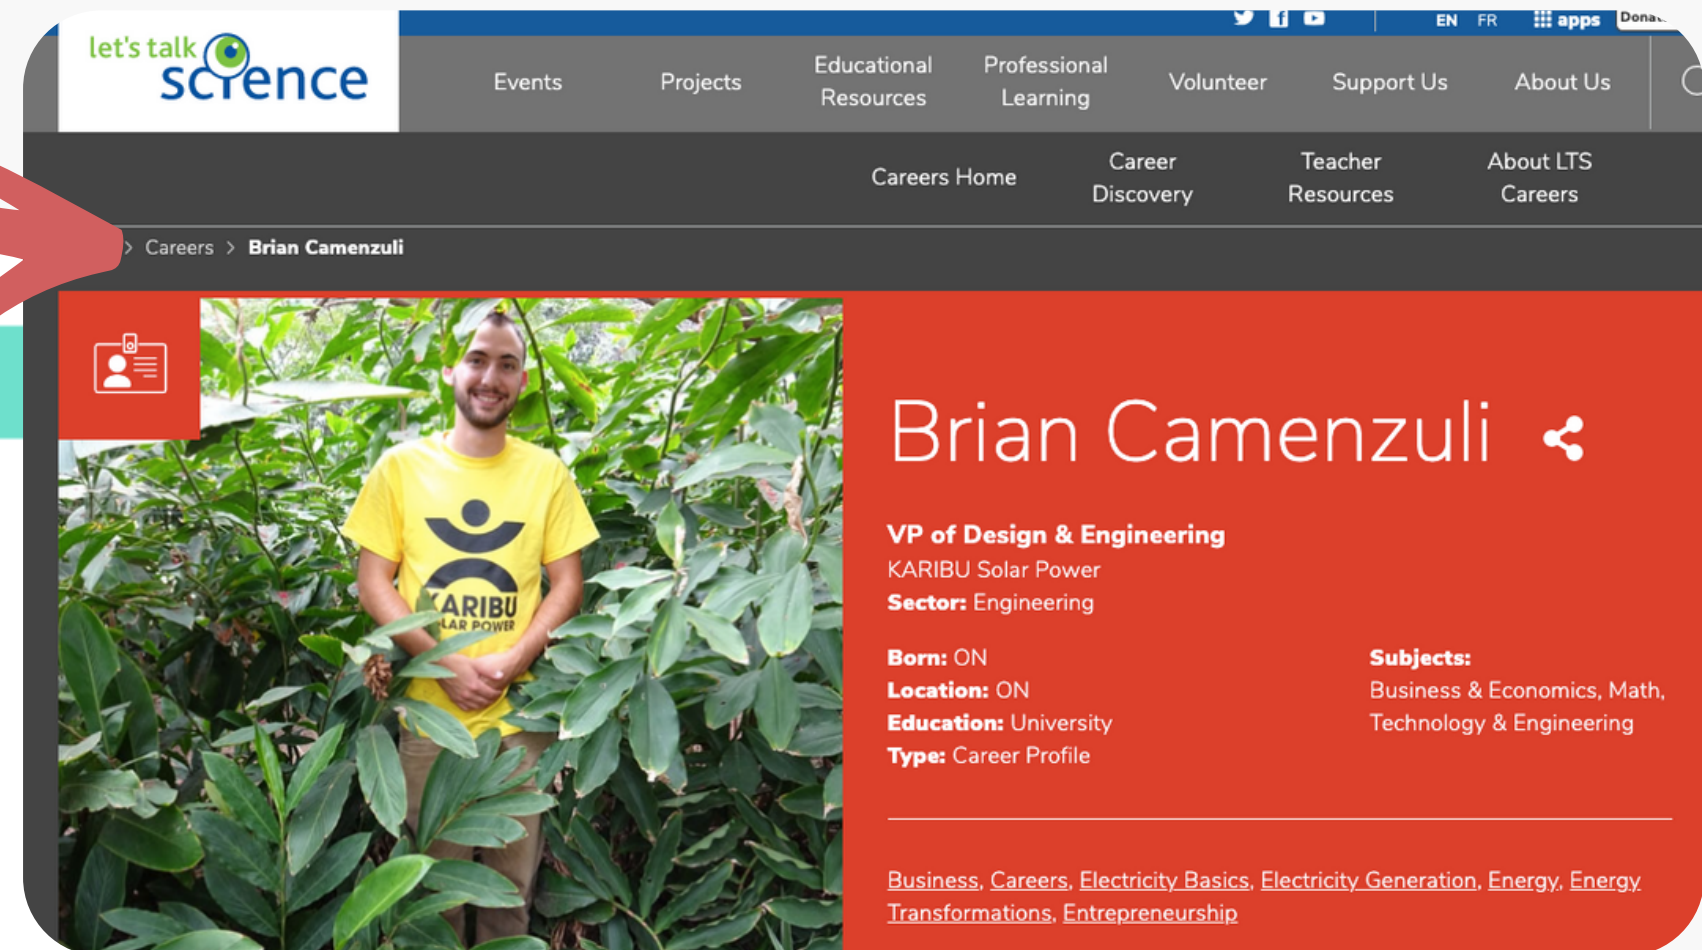 let's talk
science
EN FR apps
Events
Projects
Educational
Resources
Professional
Learning
Volunteer
Support Us
About Us
Careers Home
Career
Discovery
Teacher
Resources
About LTS
Careers
> Careers > Brian Camenzuli
KARIBU
LAR POWER
Brian Camenzuli
VP of Design & Engineering
KARIBU Solar Power
Sector: Engineering
Born: ON
Location: ON
Education: University
Type: Career Profile
Subjects:
Business & Economics, Math,
Technology & Engineering
Business, Careers, Electricity Basics, Electricity Generation, Energy, Energy
Transformations, Entrepreneurship